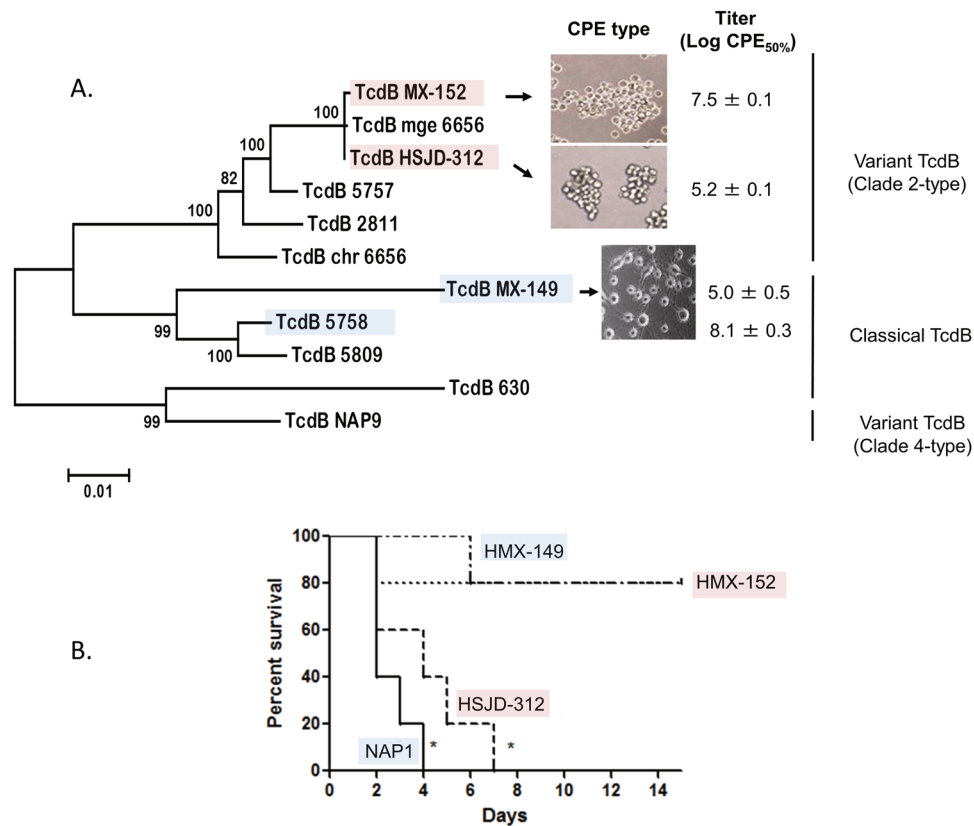 A.
CPE type
Titer
(Log CPE50%)
TcdB MX-152
7.5 ± 0.1
100
TcdB mge 6656
100
TcdB HSJD-312
5.2 ± 0.1
Variant TcdB
(Clade 2-type)
82
TcdB 5757
100
TcdB 2811
TcdB chr 6656
TcdB MX-149
5.0 ± 0.5
99
TcdB 5758
8.1 ± 0.3
Classical TcdB
100
TcdB 5809
TcdB 630
99
TcdB NAP9
Variant TcdB
(Clade 4-type)
0.01
B.
Percent survival
100
80
60
40
20
0
HMX-149
HMX-152
HSJD-312
NAP1
*
*
0 2 4 6 8 10 12 14
Days